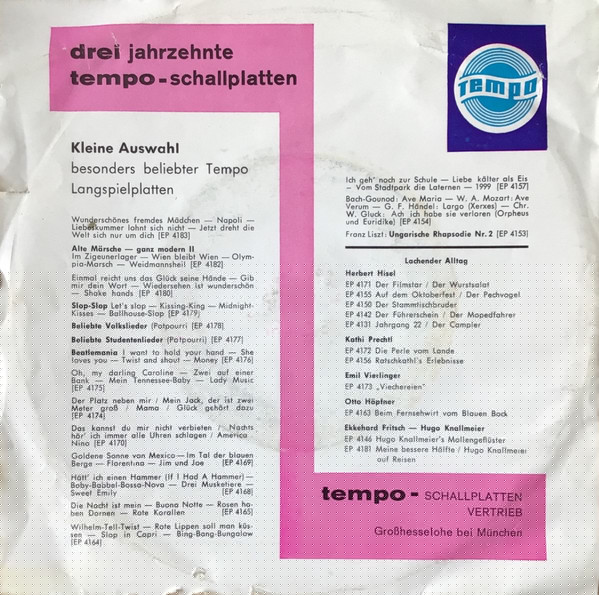 drei jahrzehnte
tempo-schallplatten
Tempo
Kleine Auswahl
besonders beliebter Tempo
Langspielplatten
Wunderschönes fremdes Mädchen — Napoli —
Liebeskummer lohnt sich nicht — Jetzt dreht die
Welt sich nur um dich [EP 4183]
Alte Märsche — ganz modern II
Im Zigeunerlager — Wien bleibt Wien — Olym-
pia-Marsch — Weidmannsheil [EP 4182]
Einmal reicht uns das Glück seine Hände — Gib
mir dein Wort — Wiedersehen ist wunderschön
— Shake hands [EP 4180]
Slop-Slop Let's slop — Kissing-King — Midnight-
Kisses — Ballhouse-Slop [EP 4179]
Beliebte Volkslieder (Potpourri) [EP 4178]
Beliebte Studentenlieder (Potpourri) [EP 4177]
Beatlemania I want to hold your hand — She
loves you — Twist and shout — Money [EP 4176]
Oh, my darling Caroline — Zwei auf einer
Bank — Mein Tennessee-Baby — Lady Music
[EP 4175]
Der Platz neben mir / Mein Jack, der ist zwei
Meter groß / Mama / Glück gehört dazu
[EP 4174]
Das kannst du mir nicht verbieten / Nachts
hör' ich immer alle Uhren schlagen / America
Nino [EP 4170]
Goldene Sonne von Mexico — Im Tal der blauen
Berge — Florentina — Jim und Joe [EP 4169]
Hätt' ich einen Hammer (If I Had A Hammer) —
Boby-Babbel-Bossa-Nova — Drei Musketiere —
Sweet Emily [EP 4168]
Die Nacht ist mein — Buona Notte — Rosen ha-
ben Dornen — Rote Korallen [EP 4165]
Wilhelm-Tell-Twist — Rote Lippen soll man küs-
sen — Slop in Capri — Bing-Bang-Bungalow
[EP 4164]
Ich geh' noch zur Schule — Liebe kälter als Eis
— Vom Stadtpark die Laternen — 1999 [EP 4157]
Bach-Gounod: Ave Maria — W. A. Mozart: Ave
Verum — G. F. Händel: Largo (Xerxes) — Chr.
W. Gluck: Ach ich habe sie verloren (Orpheus
und Euridike) [EP 4154]
Franz Liszt: Ungarische Rhapsodie Nr. 2 [EP 4153]
Lachender Alltag
Herbert Hisel
EP 4171 Der Filmstar / Der Wurstsalat
EP 4155 Auf dem Oktoberfest / Der Pechvogel
EP 4150 Der Stammtischbruder
EP 4142 Der Führerschein / Der Mopedfahrer
EP 4131 Jahrgang 22 / Der Campler
Kathi Prechtl
EP 4172 Die Perle vom Lande
EP 4156 Ratschkathl's Erlebnisse
Emil Vierlinger
EP 4173 „Viechereien"
Otto Höpfner
EP 4163 Beim Fernsehwirt vom Blauen Bock
Ekkehard Fritsch — Hugo Knallmeier
EP 4146 Hugo Knallmeier's Mollengeflüster
EP 4181 Meine bessere Hälfte / Hugo Knallmeier
auf Reisen
tempo - SCHALLPLATTEN
VERTRIEB
Großhesselohe bei München